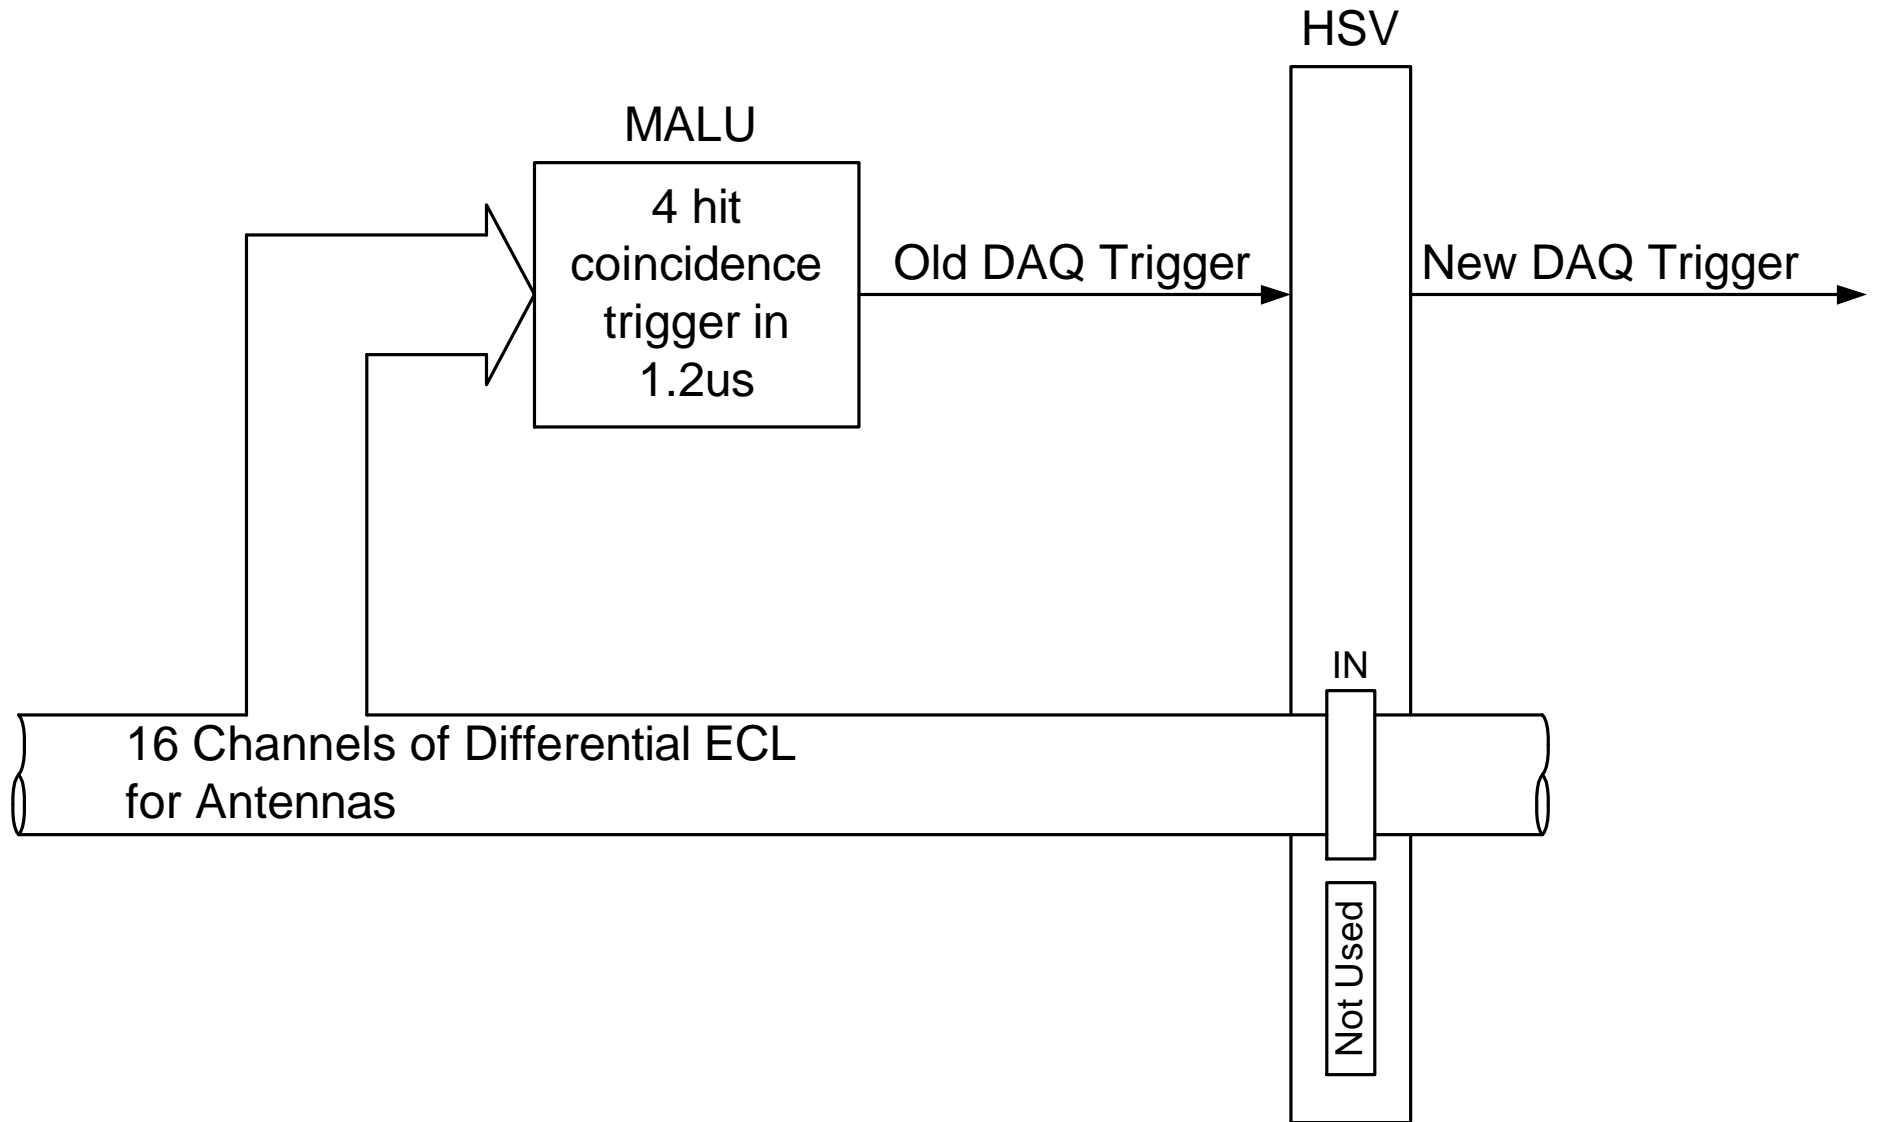 HSV
MALU
4 hit
coincidence
trigger in
1.2us
Old DAQ Trigger
New DAQ Trigger
IN
16 Channels of Differential ECL
for Antennas
Not Used